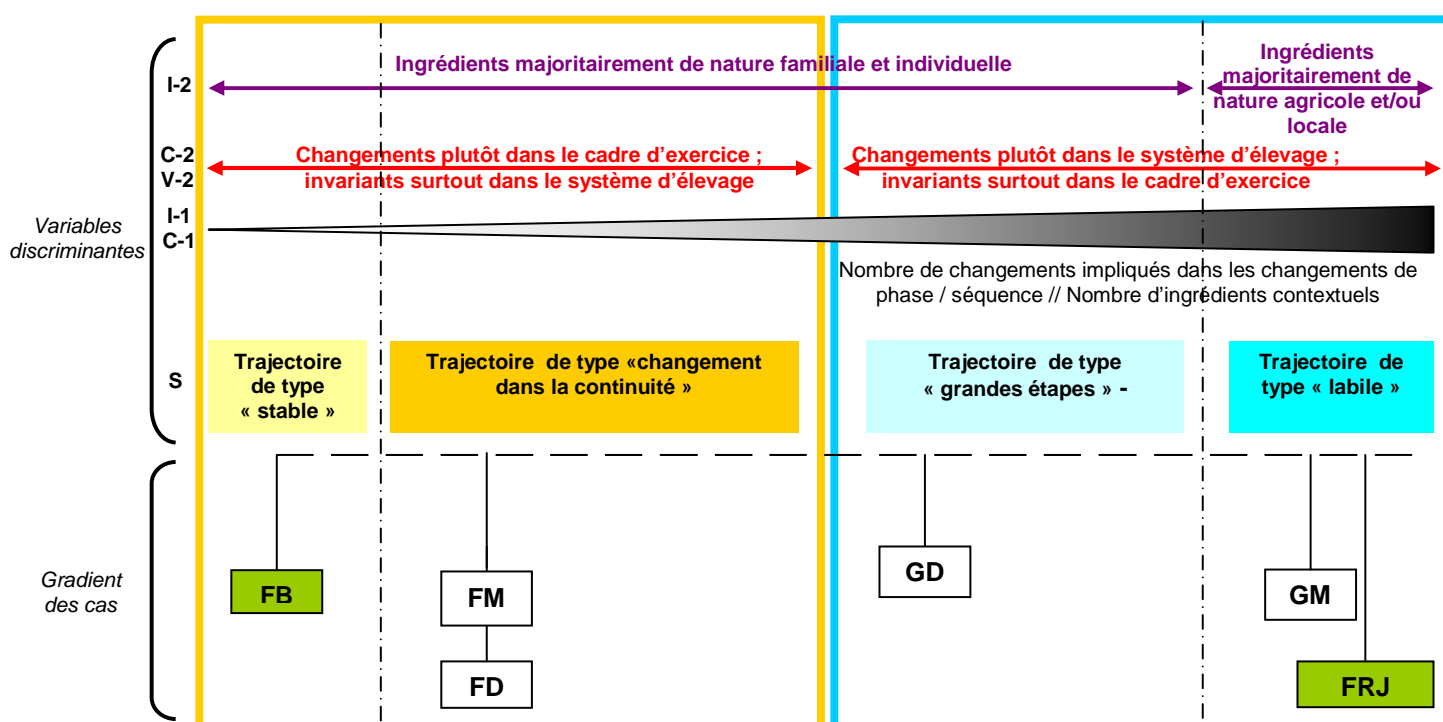 Variables
discriminantes
I-2
Ingrédients majoritairement de nature familiale et individuelle
Ingrédients
majoritairement de
nature agricole et/ou
locale
C-2
V-2
Changements plutôt dans le cadre d’exercice ;
invariants surtout dans le système d’élevage
Changements plutôt dans le système d’élevage ;
invariants surtout dans le cadre d’exercice
I-1
C-1
Nombre de changements impliqués dans les changements de
phase / séquence // Nombre d’ingrédients contextuels
S
Trajectoire
de type
« stable »
Trajectoire de type «changement
dans la continuité »
Trajectoire de type
« grandes étapes » -
Trajectoire de
type « labile »
Gradient
des cas
FB
FM
FD
GD
GM
FRJ